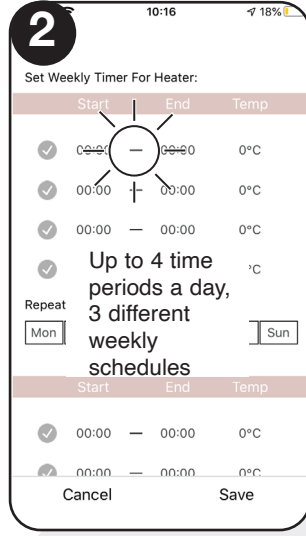 2
10:16
18%
Set Weekly Timer For Heater:
Start End Temp
00:00 — 00:00 0°C
00:00 — 00:00 0°C
00:00 — 00:00 0°C
°C
Up to 4 time
periods a day,
3 different
weekly
schedules
Repeat
Mon Sun
Start End Temp
00:00 — 00:00 0°C
00:00 — 00:00 0°C
Cancel Save